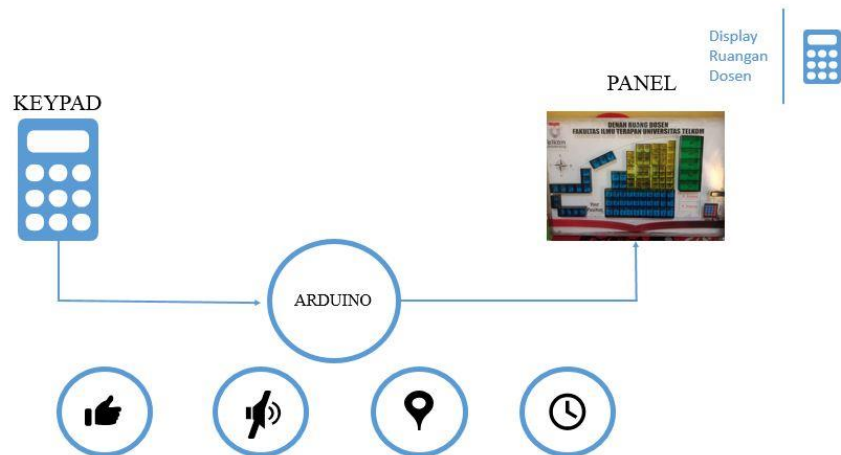 Display
Ruangan
Dosen
PANEL
KEYPAD
DENAH RUANG DOSEN
FAKULTAS ILMU TERAPAN UNIVERSITAS TELKOM
ARDUINO